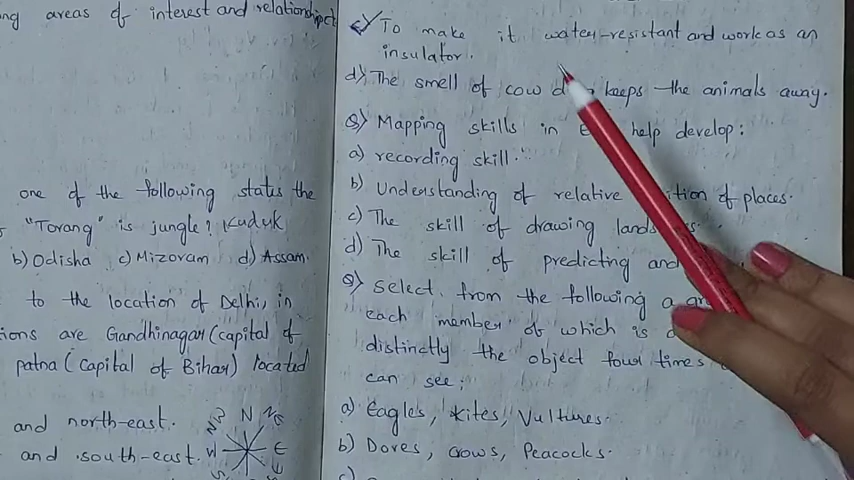 ng areas of interest and relationship
one of the following states the
"Torang" is jungle? Kuduk
b) Odisha c) Mizoram d) Assam.
to the location of Delhi, in
ions are Gandhinagar (capital of
patna (capital of Bihar) located
and north-east.
and south-east.
NW N NE
W E
c) To make it water-resistant and work as an
insulator.
d) The smell of cow keeps the animals away.
Q) Mapping skills in help develop:
a) recording skill.
b) Understanding of relative of places.
c) The skill of drawing
d) The skill of predicting and
Q) Select from the following a
each member of which is
distinctly the object four times
can see:
a) Eagles, kites, Vultures.
b) Doves, crows, Peacocks.
c)